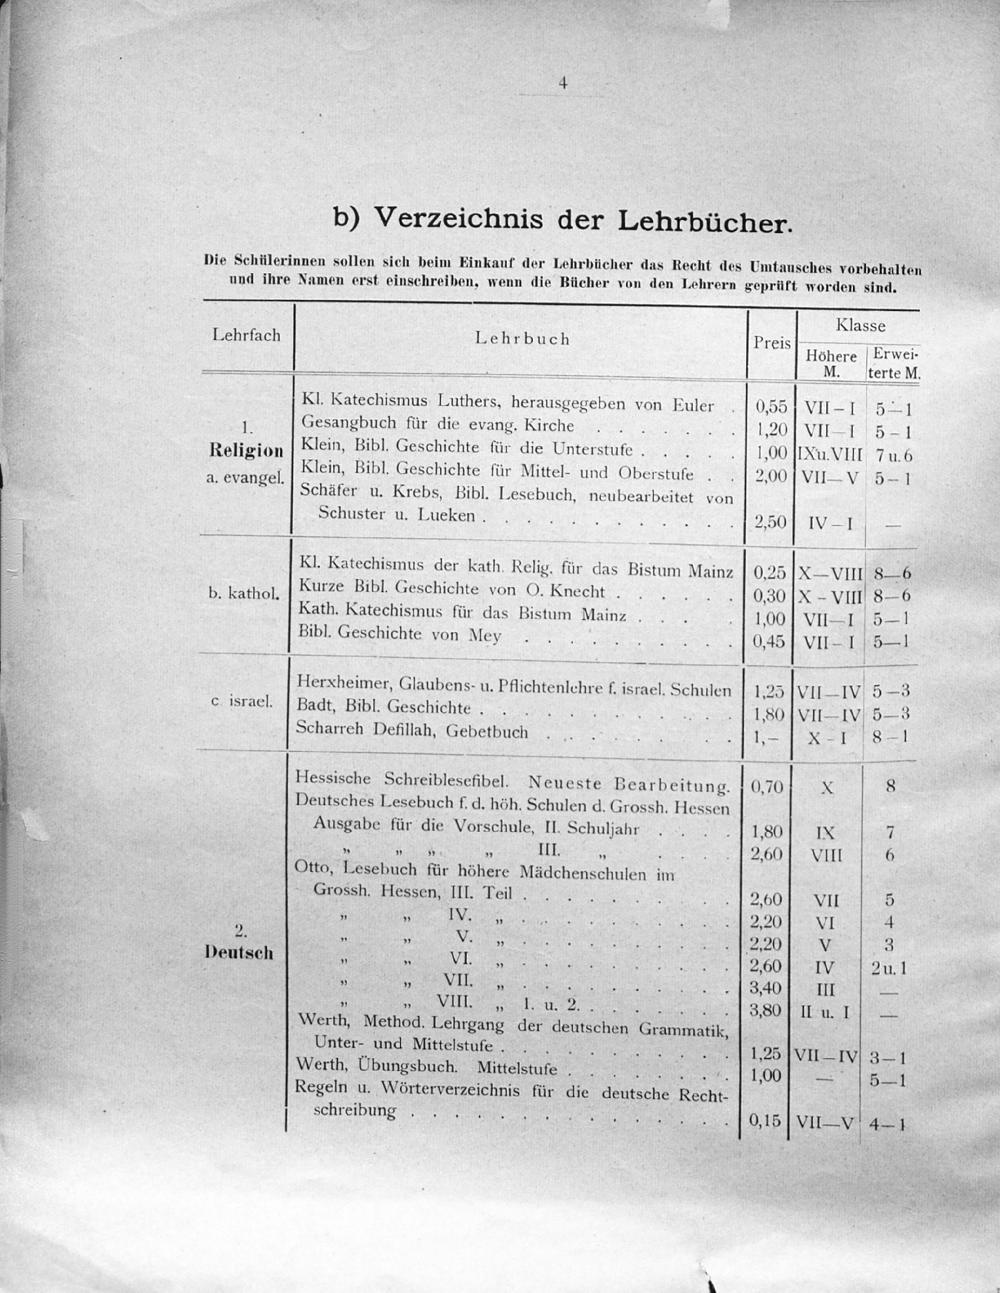 4
b) Verzeichnis der Lehrbücher.
Die Schülerinnen sollen sich beim Einkauf der Lehrbücher das Recht des Umtausches vorbehalten
und ihre Namen erst einschreiben, wenn die Bücher von den Lehrern geprüft worden sind.
Lehrfach Lehrbuch Preis Klasse
Höhere M. Erweiterte M.
Kl. Katechismus Luthers, herausgegeben von Euler . 0,55 VII – I 5 – 1
1. Gesangbuch für die evang. Kirche . . . . . . . 1,20 VII – I 5 – 1
Religion Klein, Bibl. Geschichte für die Unterstufe . . . . . 1,00 IX u. VIII 7 u. 6
a. evangel. Klein, Bibl. Geschichte für Mittel- und Oberstufe . . 2,00 VII – V 5 – 1
Schäfer u. Krebs, Bibl. Lesebuch, neubearbeitet von
Schuster u. Lueken . . . . . . . . . . . . 2,50 IV – I —
Kl. Katechismus der kath. Relig. für das Bistum Mainz 0,25 X—VIII 8—6
b. kathol. Kurze Bibl. Geschichte von O. Knecht . . . . . . 0,30 X – VIII 8—6
Kath. Katechismus für das Bistum Mainz . . . . 1,00 VII—I 5—1
Bibl. Geschichte von Mey . . . . . . . . 0,45 VII – I 5—1
Herxheimer, Glaubens- u. Pflichtenlehre f. israel. Schulen 1,25 VII—IV 5—3
c israel. Badt, Bibl. Geschichte . . . . . . . . . . . 1,80 VII—IV 5—3
Scharreh Defillah, Gebetbuch . . . . . . . 1,– X – I 8 – 1
Hessische Schreiblesefibel. Neueste Bearbeitung. 0,70 X 8
Deutsches Lesebuch f. d. höh. Schulen d. Grossh. Hessen
Ausgabe für die Vorschule, II. Schuljahr . . . . 1,80 IX 7
„ „ „ „ III. „ . . . . 2,60 VIII 6
Otto, Lesebuch für höhere Mädchenschulen im
Grossh. Hessen, III. Teil . . . . . . . . . . 2,60 VII 5
„ „ IV. „ . . . . . . . . . . 2,20 VI 4
2. „ „ V. „ . . . . . . . . . . 2,20 V 3
Deutsch „ „ VI. „ . . . . . . . . . . 2,60 IV 2 u. 1
„ „ VII. „ . . . . . . . . . . 3,40 III —
„ „ VIII. „ 1. u. 2. . . . . . . . 3,80 II u. I —
Werth, Method. Lehrgang der deutschen Grammatik,
Unter- und Mittelstufe . . . . . . . . . . . 1,25 VII – IV 3—1
Werth, Übungsbuch. Mittelstufe . . . . . . . . 1,00 — 5—1
Regeln u. Wörterverzeichnis für die deutsche Recht-
schreibung . . . . . . . . . . . . . . . 0,15 VII—V 4—1